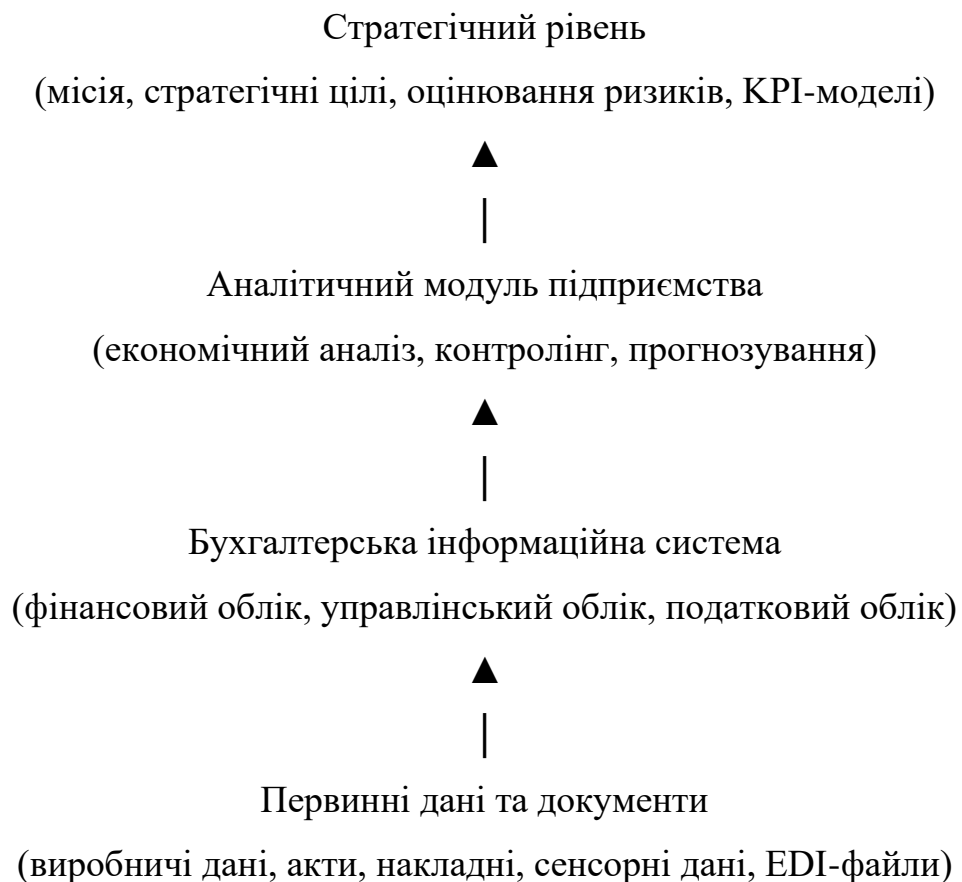 Стратегічний рівень
(місія, стратегічні цілі, оцінювання ризиків, KPI-моделі)
▲
|
Аналітичний модуль підприємства
(економічний аналіз, контролінг, прогнозування)
▲
|
Бухгалтерська інформаційна система
(фінансовий облік, управлінський облік, податковий облік)
▲
|
Первинні дані та документи
(виробничі дані, акти, накладні, сенсорні дані, EDI-файли)